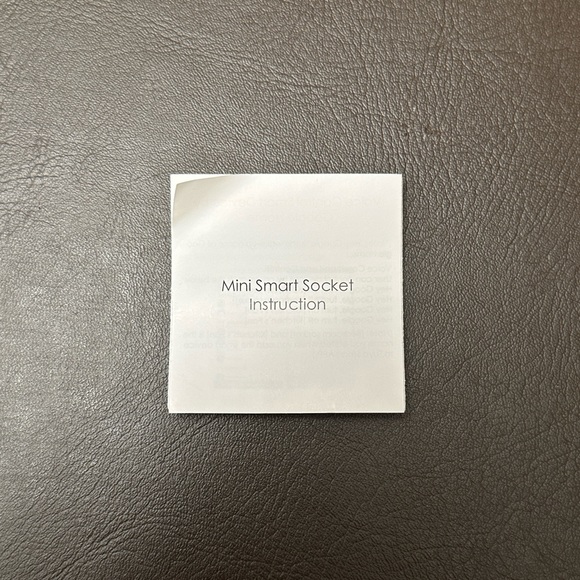 Mini Smart Socket
Instruction